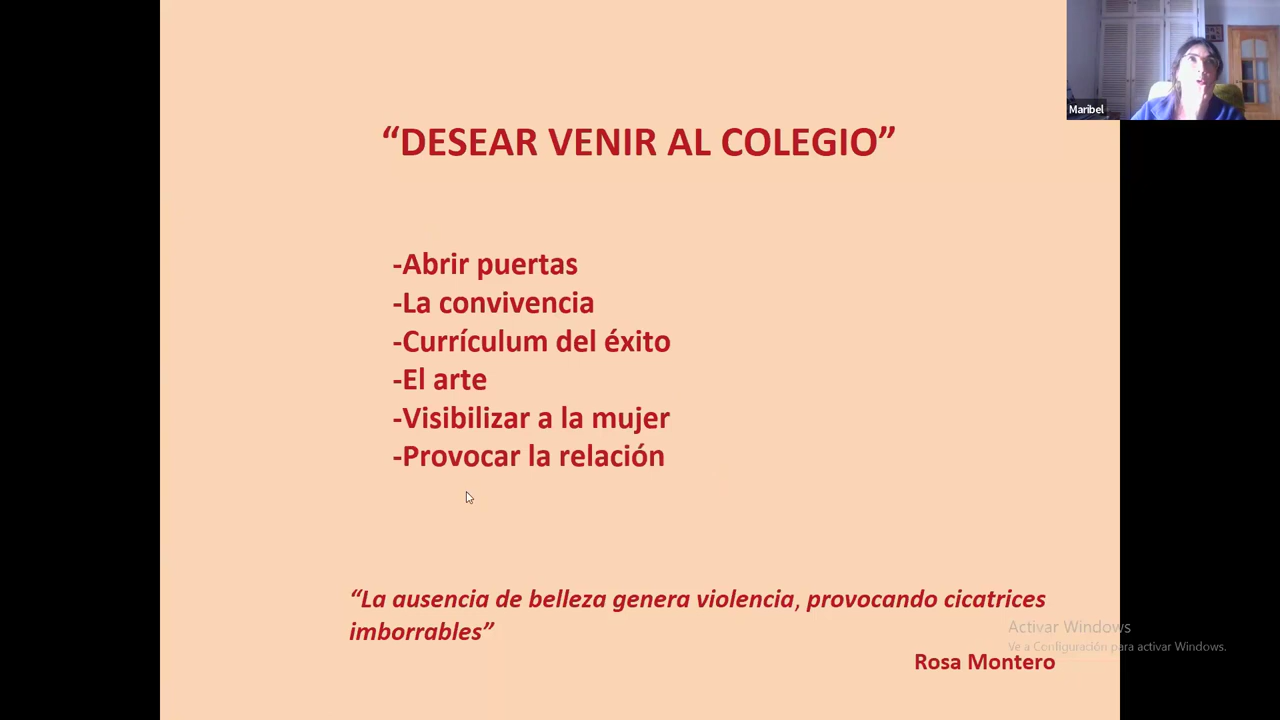 Maribel
“DESEAR VENIR AL COLEGIO”
-Abrir puertas
-La convivencia
-Currículum del éxito
-El arte
-Visibilizar a la mujer
-Provocar la relación
“La ausencia de belleza genera violencia, provocando cicatrices
imborrables”
Activar Windows
Ve a Configuración para activar Windows.
Rosa Montero